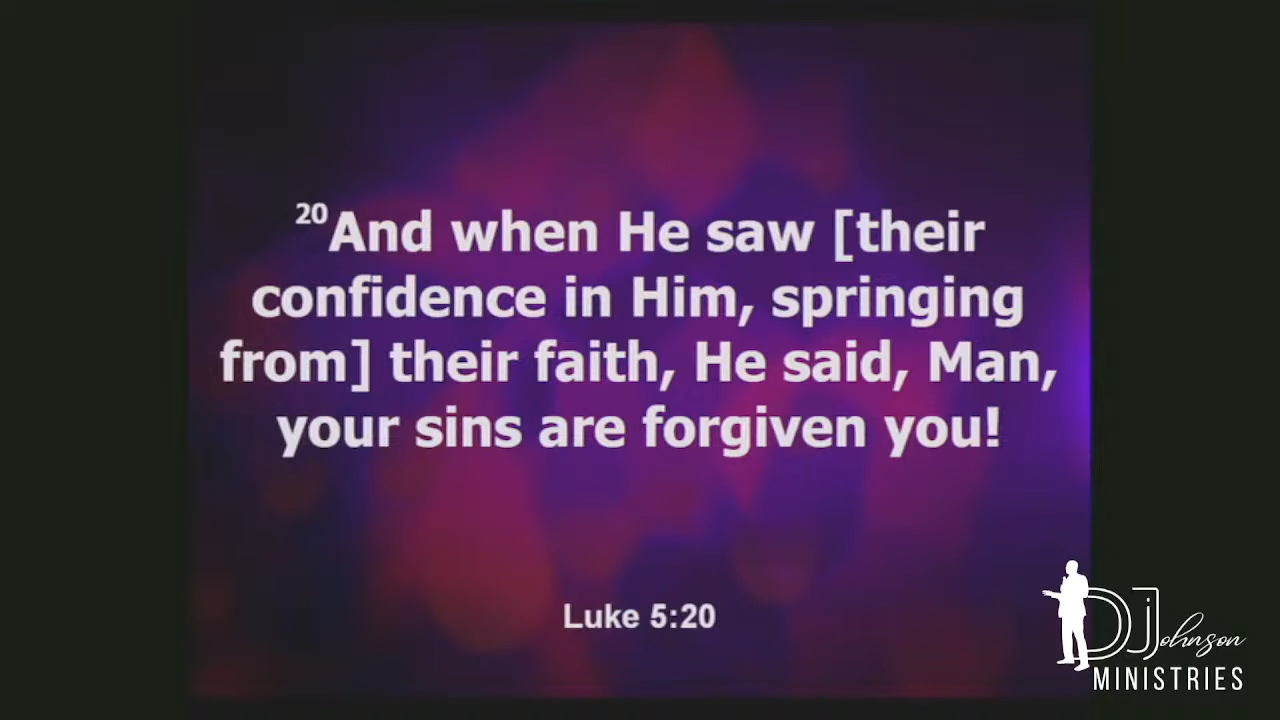 20And when He saw [their
confidence in Him, springing
from] their faith, He said, Man,
your sins are forgiven you!
Luke 5:20
DJohnson
MINISTRIES